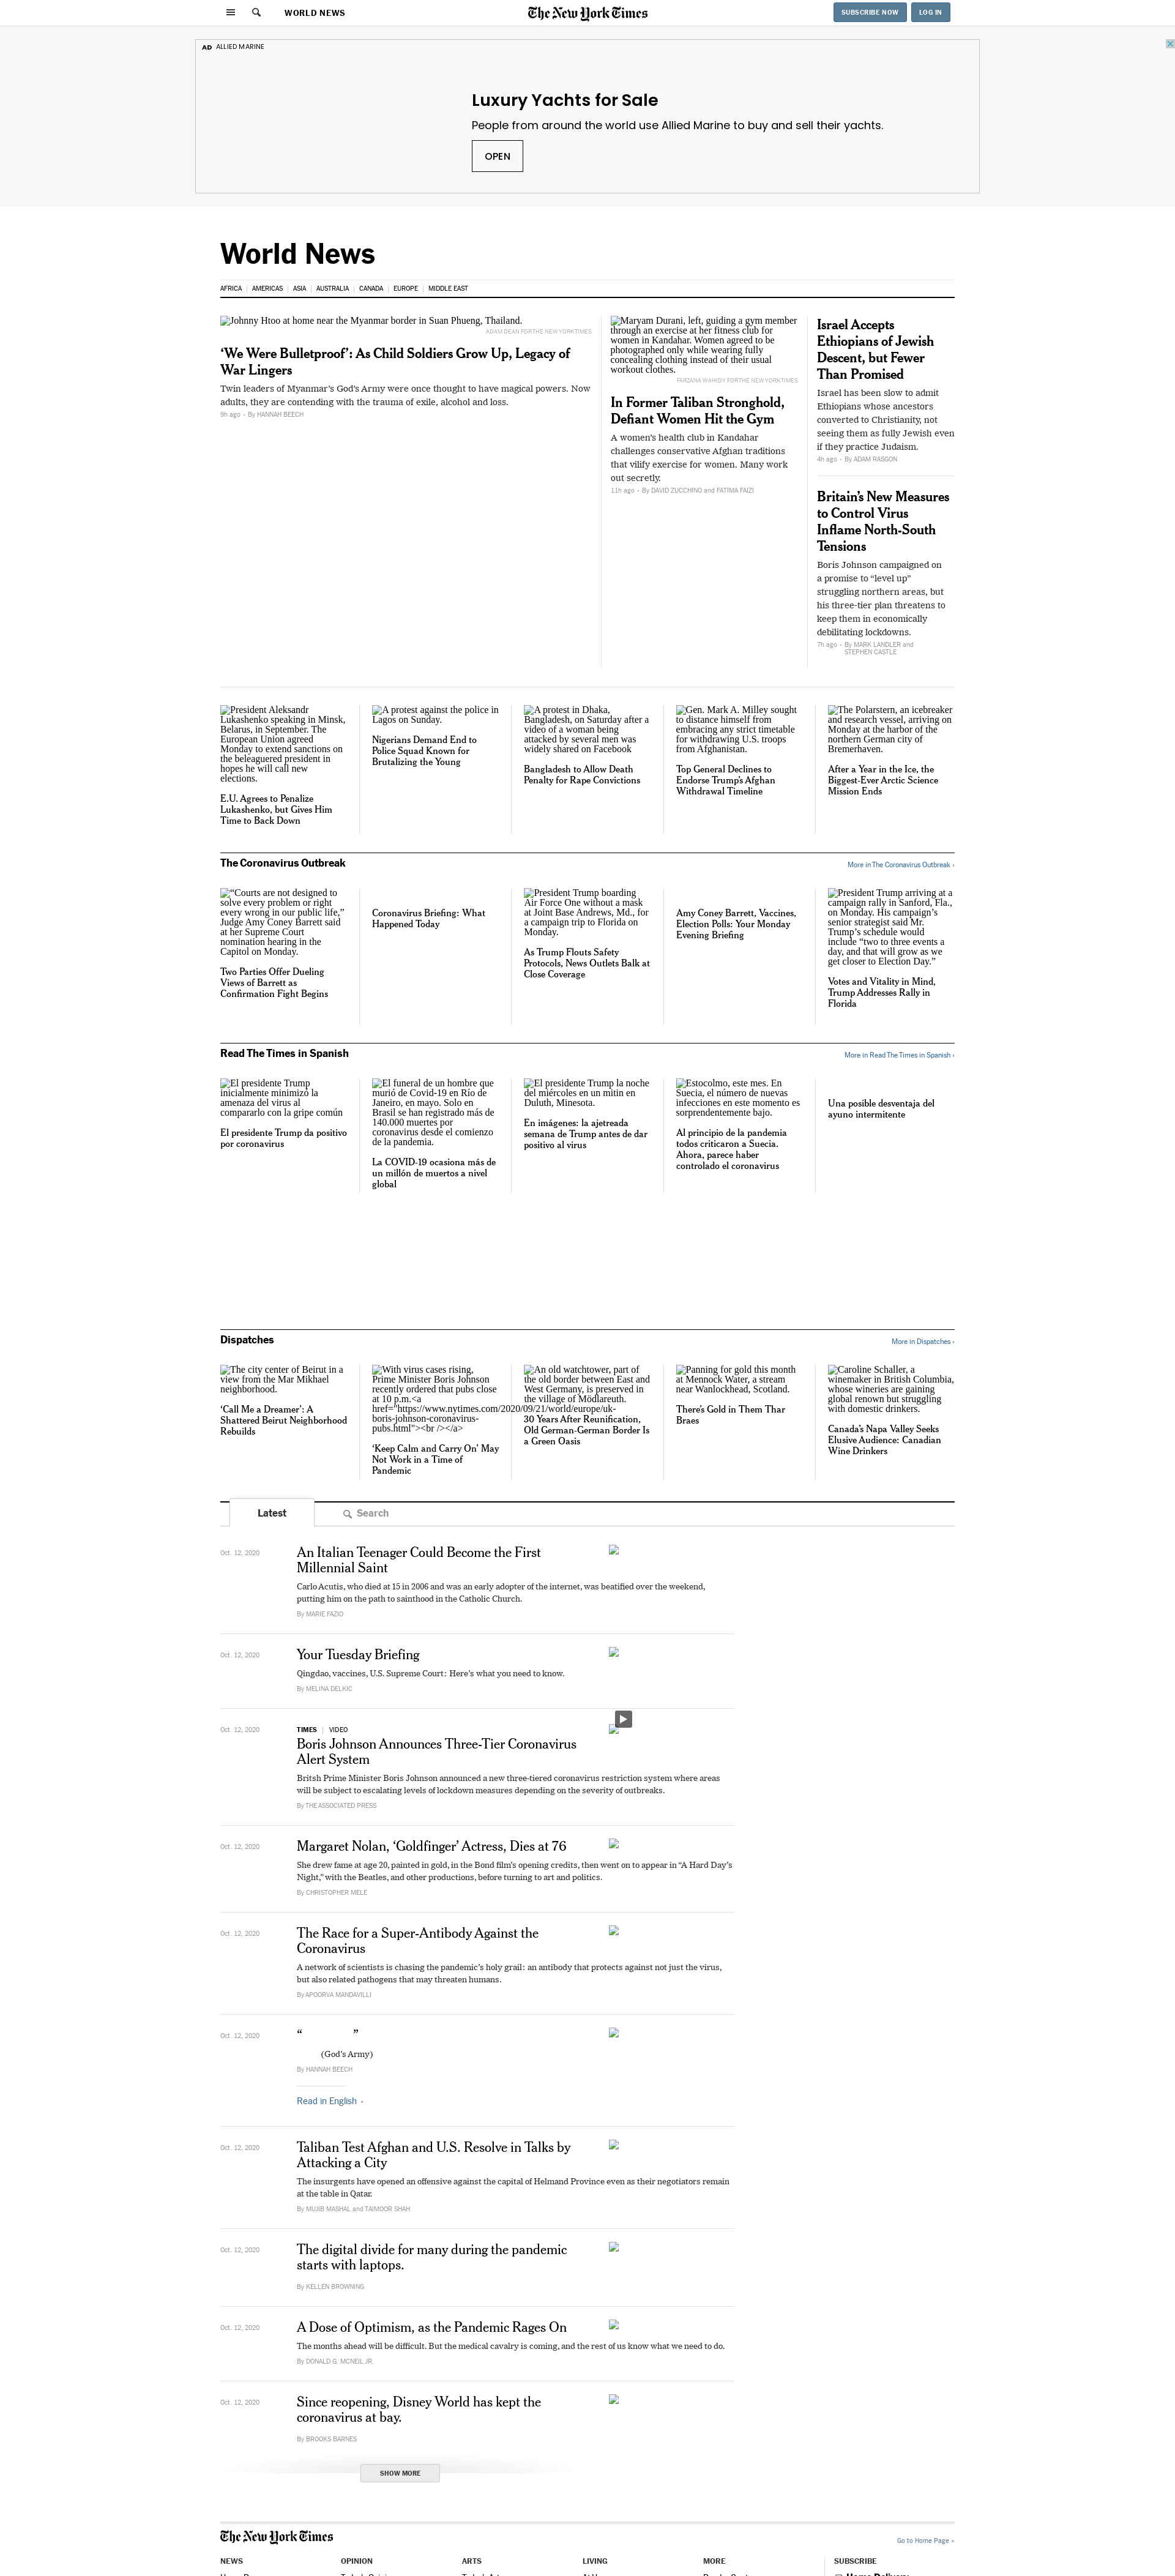 WORLD NEWS
The New York Times
SUBSCRIBE NOW
LOG IN
AD ALLIED MARINE
Luxury Yachts for Sale
People from around the world use Allied Marine to buy and sell their yachts.
OPEN
World News
AFRICA | AMERICAS | ASIA | AUSTRALIA | CANADA | EUROPE | MIDDLE EAST
Johnny Htoo at home near the Myanmar border in Suan Phueng, Thailand.
ADAM DEAN FOR THE NEW YORK TIMES
‘We Were Bulletproof’: As Child Soldiers Grow Up, Legacy of
War Lingers
Twin leaders of Myanmar’s God’s Army were once thought to have magical powers. Now
adults, they are contending with the trauma of exile, alcohol and loss.
9h ago • By HANNAH BEECH
Maryam Durani, left, guiding a gym member
through an exercise at her fitness club for
women in Kandahar. Women agreed to be
photographed only while wearing fully
concealing clothing instead of their usual
workout clothes.
FARZANA WAHIDY FOR THE NEW YORK TIMES
In Former Taliban Stronghold,
Defiant Women Hit the Gym
A women’s health club in Kandahar
challenges conservative Afghan traditions
that vilify exercise for women. Many work
out secretly.
11h ago • By DAVID ZUCCHINO and FATIMA FAIZI
Israel Accepts
Ethiopians of Jewish
Descent, but Fewer
Than Promised
Israel has been slow to admit
Ethiopians whose ancestors
converted to Christianity, not
seeing them as fully Jewish even
if they practice Judaism.
4h ago • By ADAM RASGON
Britain’s New Measures
to Control Virus
Inflame North-South
Tensions
Boris Johnson campaigned on
a promise to “level up”
struggling northern areas, but
his three-tier plan threatens to
keep them in economically
debilitating lockdowns.
7h ago • By MARK LANDLER and
STEPHEN CASTLE
President Aleksandr
Lukashenko speaking in Minsk,
Belarus, in September. The
European Union agreed
Monday to extend sanctions on
the beleaguered president in
hopes he will call new
elections.
E.U. Agrees to Penalize
Lukashenko, but Gives Him
Time to Back Down
A protest against the police in
Lagos on Sunday.
Nigerians Demand End to
Police Squad Known for
Brutalizing the Young
A protest in Dhaka,
Bangladesh, on Saturday after a
video of a woman being
attacked by several men was
widely shared on Facebook
Bangladesh to Allow Death
Penalty for Rape Convictions
Gen. Mark A. Milley sought
to distance himself from
embracing any strict timetable
for withdrawing U.S. troops
from Afghanistan.
Top General Declines to
Endorse Trump’s Afghan
Withdrawal Timeline
The Polarstern, an icebreaker
and research vessel, arriving on
Monday at the harbor of the
northern German city of
Bremerhaven.
After a Year in the Ice, the
Biggest-Ever Arctic Science
Mission Ends
The Coronavirus Outbreak
More in The Coronavirus Outbreak ›
“Courts are not designed to
solve every problem or right
every wrong in our public life,”
Judge Amy Coney Barrett said
at her Supreme Court
nomination hearing in the
Capitol on Monday.
Two Parties Offer Dueling
Views of Barrett as
Confirmation Fight Begins
Coronavirus Briefing: What
Happened Today
President Trump boarding
Air Force One without a mask
at Joint Base Andrews, Md., for
a campaign trip to Florida on
Monday.
As Trump Flouts Safety
Protocols, News Outlets Balk at
Close Coverage
Amy Coney Barrett, Vaccines,
Election Polls: Your Monday
Evening Briefing
President Trump arriving at a
campaign rally in Sanford, Fla.,
on Monday. His campaign’s
senior strategist said Mr.
Trump’s schedule would
include “two to three events a
day, and that will grow as we
get closer to Election Day.”
Votes and Vitality in Mind,
Trump Addresses Rally in
Florida
Read The Times in Spanish
More in Read The Times in Spanish ›
El presidente Trump
inicialmente minimizó la
amenaza del virus al
compararlo con la gripe común
El presidente Trump da positivo
por coronavirus
El funeral de un hombre que
murió de Covid-19 en Río de
Janeiro, en mayo. Solo en
Brasil se han registrado más de
140.000 muertes por
coronavirus desde el comienzo
de la pandemia.
La COVID-19 ocasiona más de
un millón de muertos a nivel
global
El presidente Trump la noche
del miércoles en un mitin en
Duluth, Minesota.
En imágenes: la ajetreada
semana de Trump antes de dar
positivo al virus
Estocolmo, este mes. En
Suecia, el número de nuevas
infecciones en este momento es
sorprendentemente bajo.
Al principio de la pandemia
todos criticaron a Suecia.
Ahora, parece haber
controlado el coronavirus
Una posible desventaja del
ayuno intermitente
Dispatches
More in Dispatches ›
The city center of Beirut in a
view from the Mar Mikhael
neighborhood.
‘Call Me a Dreamer’: A
Shattered Beirut Neighborhood
Rebuilds
With virus cases rising,
Prime Minister Boris Johnson
recently ordered that pubs close
at 10 p.m.<a
href="https://www.nytimes.com/2020/09/21/world/europe/uk-
boris-johnson-coronavirus-
pubs.html"><br /></a>
‘Keep Calm and Carry On’ May
Not Work in a Time of
Pandemic
An old watchtower, part of
the old border between East and
West Germany, is preserved in
the village of Mödlareuth.
30 Years After Reunification,
Old German-German Border Is
a Green Oasis
Panning for gold this month
at Mennock Water, a stream
near Wanlockhead, Scotland.
There’s Gold in Them Thar
Braes
Caroline Schaller, a
winemaker in British Columbia,
whose wineries are gaining
global renown but struggling
with domestic drinkers.
Canada’s Napa Valley Seeks
Elusive Audience: Canadian
Wine Drinkers
Latest
Search
Oct. 12, 2020
An Italian Teenager Could Become the First
Millennial Saint
Carlo Acutis, who died at 15 in 2006 and was an early adopter of the internet, was beatified over the weekend,
putting him on the path to sainthood in the Catholic Church.
By MARIE FAZIO
Oct. 12, 2020
Your Tuesday Briefing
Qingdao, vaccines, U.S. Supreme Court: Here’s what you need to know.
By MELINA DELKIC
Oct. 12, 2020
TIMES | VIDEO
Boris Johnson Announces Three-Tier Coronavirus
Alert System
Britsh Prime Minister Boris Johnson announced a new three-tiered coronavirus restriction system where areas
will be subject to escalating levels of lockdown measures depending on the severity of outbreaks.
By THE ASSOCIATED PRESS
Oct. 12, 2020
Margaret Nolan, ‘Goldfinger’ Actress, Dies at 76
She drew fame at age 20, painted in gold, in the Bond film’s opening credits, then went on to appear in “A Hard Day’s
Night,” with the Beatles, and other productions, before turning to art and politics.
By CHRISTOPHER MELE
Oct. 12, 2020
The Race for a Super-Antibody Against the
Coronavirus
A network of scientists is chasing the pandemic’s holy grail: an antibody that protects against not just the virus,
but also related pathogens that may threaten humans.
By APOORVA MANDAVILLI
Oct. 12, 2020
“ ”
(God’s Army)
By HANNAH BEECH
Read in English •
Oct. 12, 2020
Taliban Test Afghan and U.S. Resolve in Talks by
Attacking a City
The insurgents have opened an offensive against the capital of Helmand Province even as their negotiators remain
at the table in Qatar.
By MUJIB MASHAL and TAIMOOR SHAH
Oct. 12, 2020
The digital divide for many during the pandemic
starts with laptops.
By KELLEN BROWNING
Oct. 12, 2020
A Dose of Optimism, as the Pandemic Rages On
The months ahead will be difficult. But the medical cavalry is coming, and the rest of us know what we need to do.
By DONALD G. MCNEIL JR.
Oct. 12, 2020
Since reopening, Disney World has kept the
coronavirus at bay.
By BROOKS BARNES
SHOW MORE
The New York Times
Go to Home Page »
NEWS
OPINION
ARTS
LIVING
MORE
SUBSCRIBE